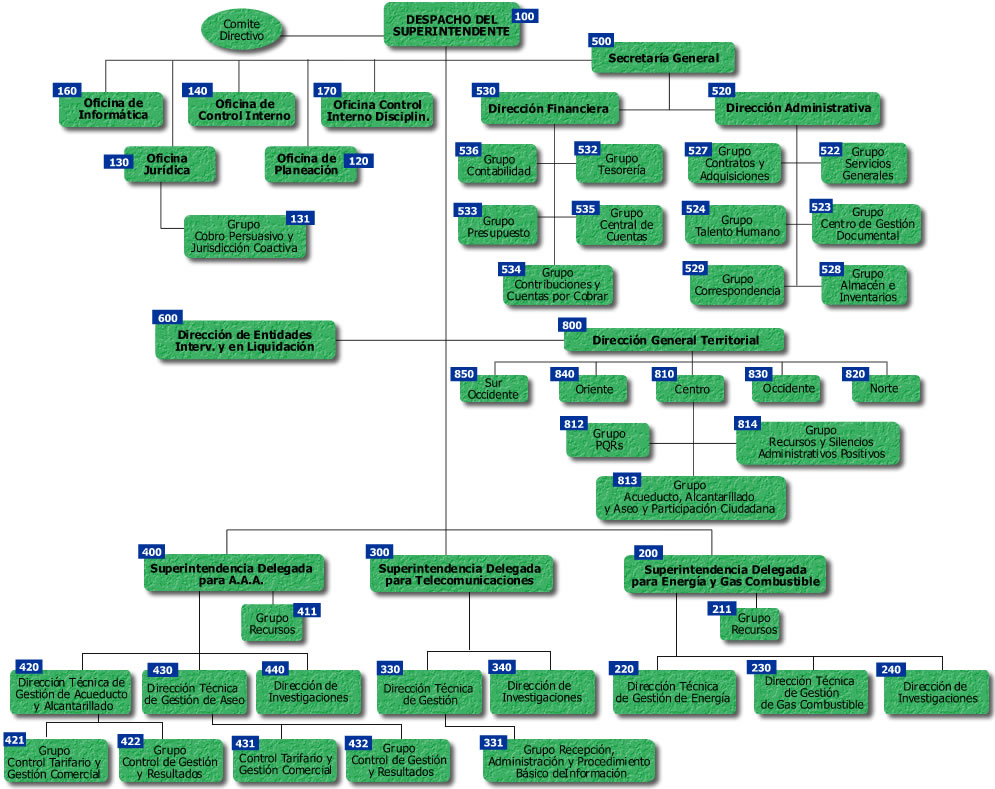 Comite
Directivo
100
DESPACHO DEL
SUPERINTENDENTE
500
Secretaría General
160
Oficina de
Informática
140
Oficina de
Control Interno
170
Oficina Control
Interno Disciplin.
530
Dirección Financiera
520
Dirección Administrativa
130
Oficina
Jurídica
120
Oficina de
Planeación
131
Grupo
Cobro Persuasivo y
Jurisdicción Coactiva
536
Grupo
Contabilidad
532
Grupo
Tesorería
527
Grupo
Contratos y
Adquisiciones
522
Grupo
Servicios
Generales
533
Grupo
Presupuesto
535
Grupo
Central de
Cuentas
524
Grupo
Talento Humano
523
Grupo
Centro de Gestión
Documental
534
Grupo
Contribuciones y
Cuentas por Cobrar
529
Grupo
Correspondencia
528
Grupo
Almacén e
Inventarios
600
Dirección de Entidades
Interv. y en Liquidación
800
Dirección General Territorial
850
Sur
Occidente
840
Oriente
810
Centro
830
Occidente
820
Norte
812
Grupo
PQRs
814
Grupo
Recursos y Silencios
Administrativos Positivos
813
Grupo
Acueducto, Alcantarillado
y Aseo y Participación Ciudadana
400
Superintendencia Delegada
para A.A.A.
300
Superintendencia Delegada
para Telecomunicaciones
200
Superintendencia Delegada
para Energía y Gas Combustible
411
Grupo
Recursos
211
Grupo
Recursos
420
Dirección Técnica de
Gestión de Acueducto
y Alcantarillado
430
Dirección Técnica
de Gestión de Aseo
440
Dirección de
Investigaciones
330
Dirección Técnica
de Gestión
340
Dirección de
Investigaciones
220
Dirección Técnica
de Gestión de Energía
230
Dirección Técnica
de Gestión
de Gas Combustible
240
Dirección de
Investigaciones
421
Grupo
Control Tarifario y
Gestión Comercial
422
Grupo
Control de Gestión
y Resultados
431
Control Tarifario y
Gestión Comercial
432
Grupo
Control de Gestión
y Resultados
331
Grupo Recepción,
Administración y Procedimiento
Básico deInformación